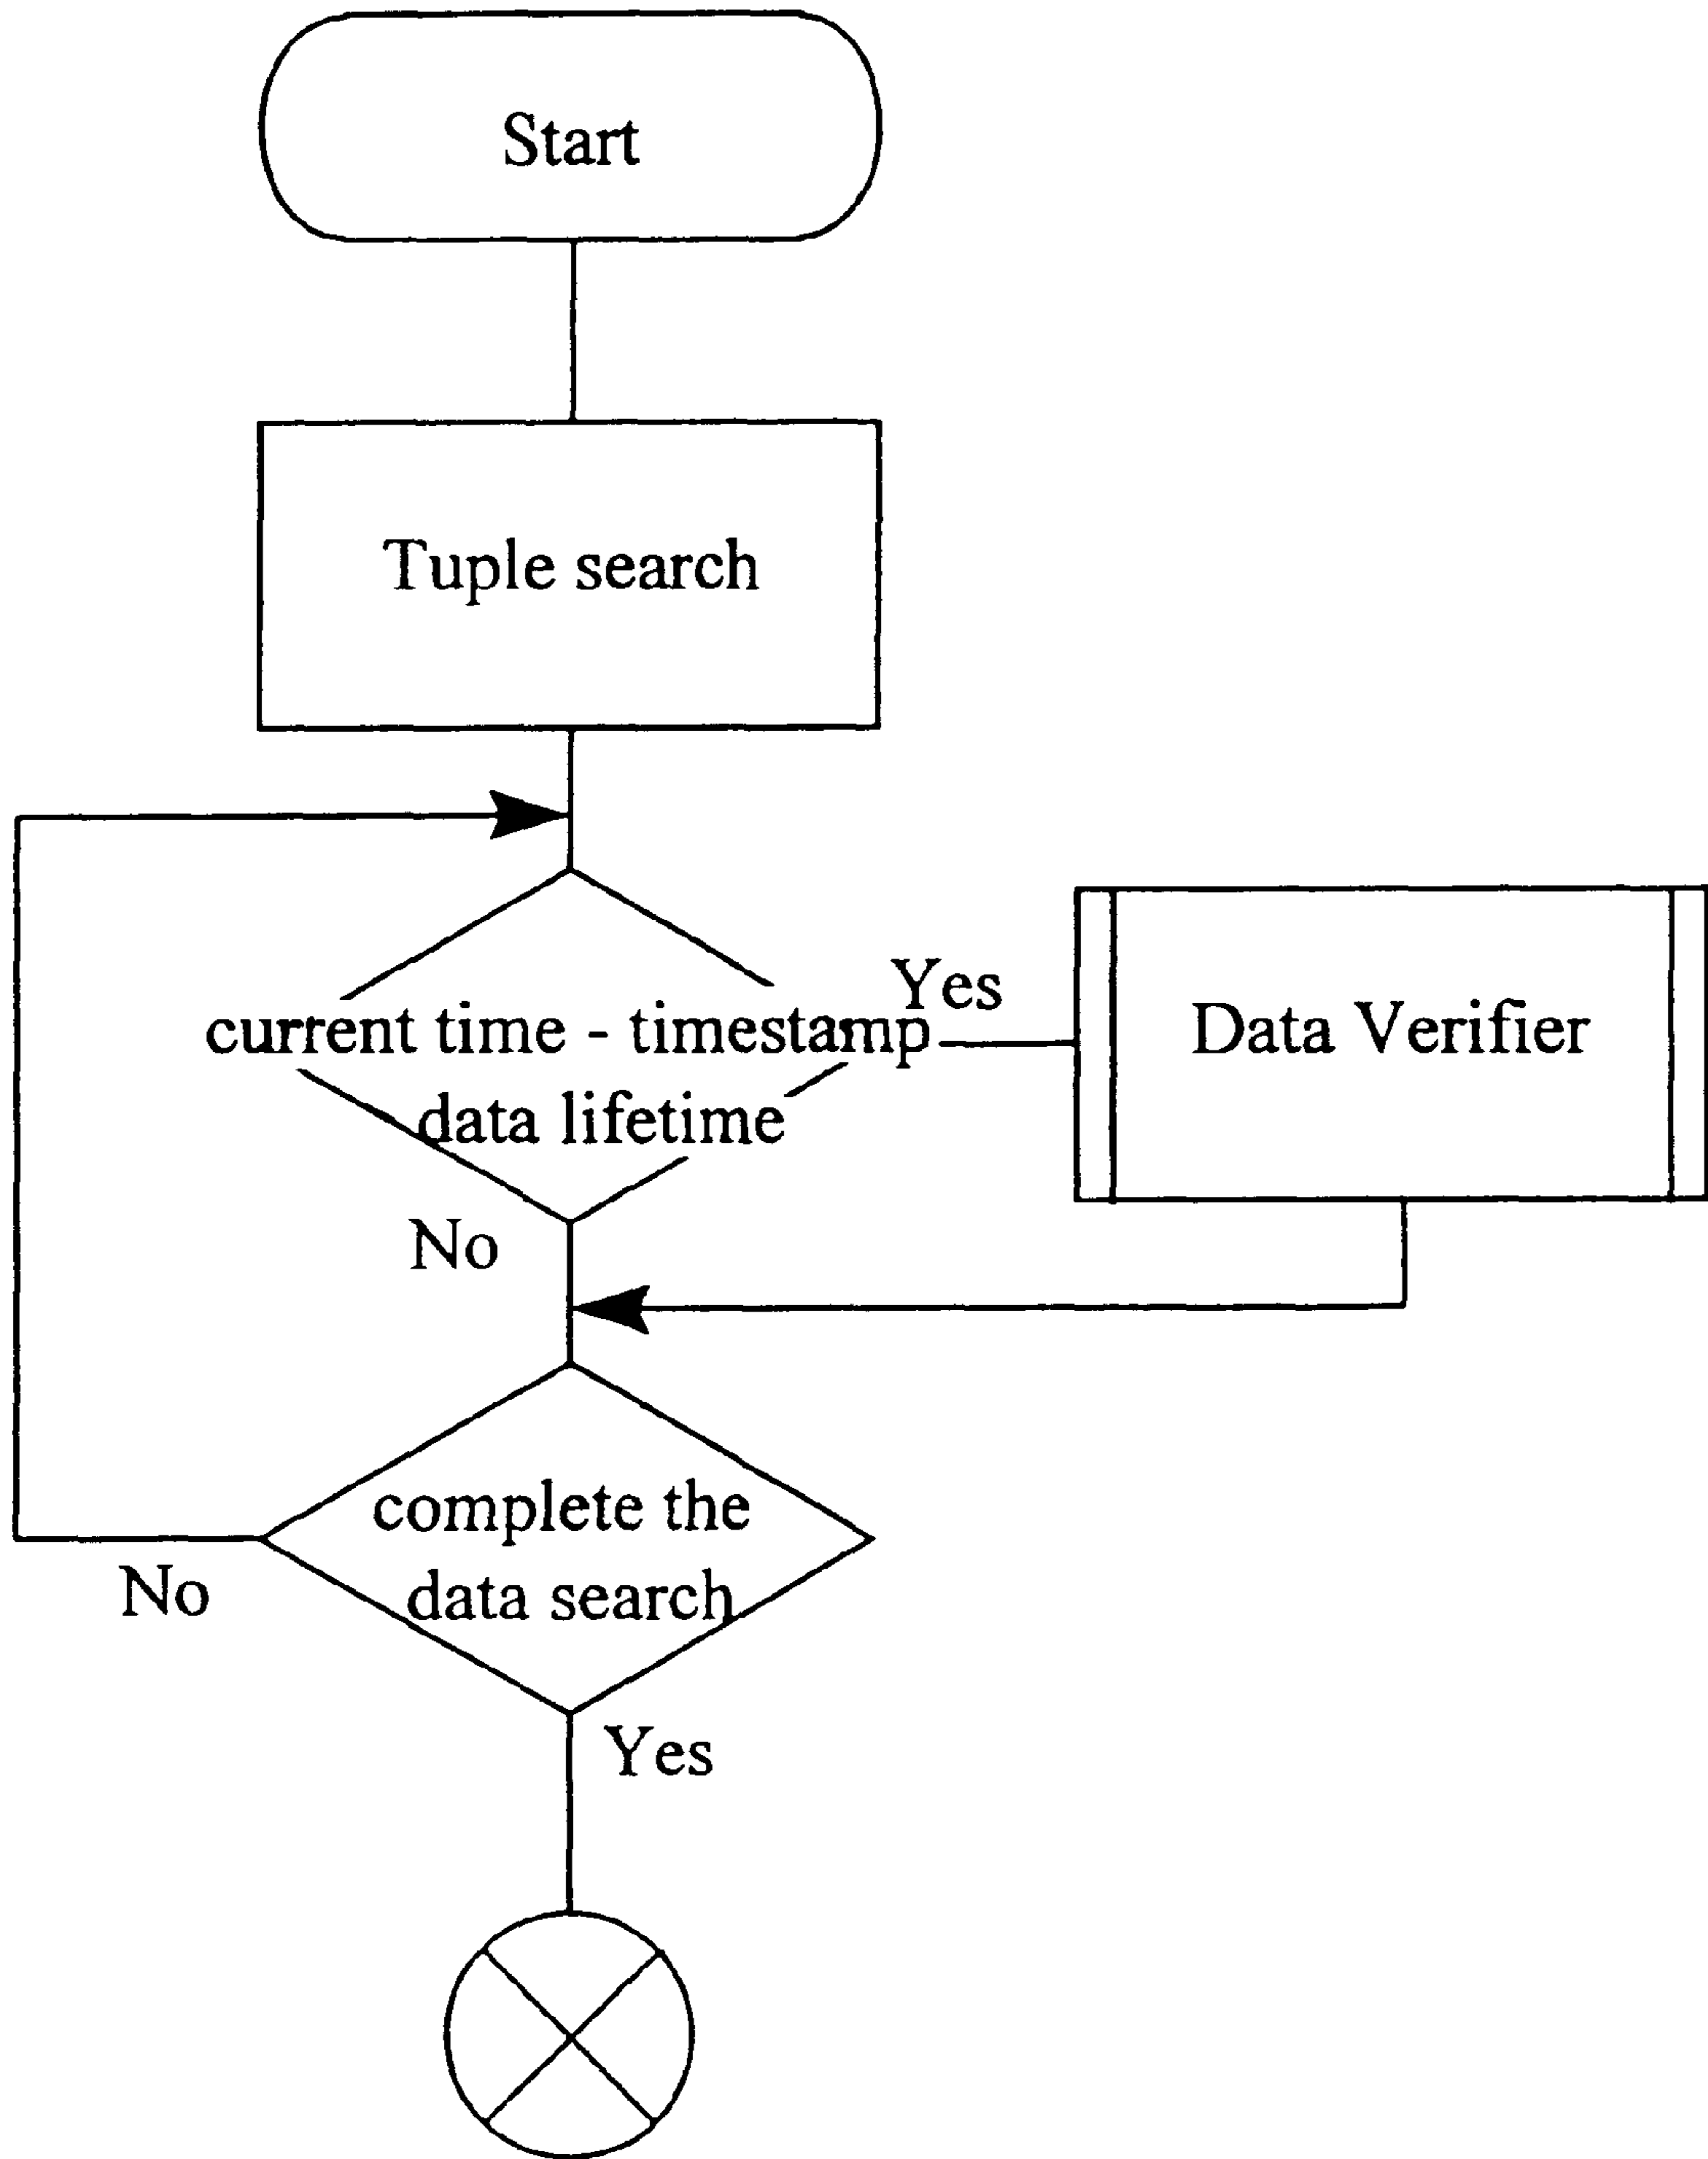 Start
Tuple search
Yes
current time - timestamp
data lifetime
Data Verifier
No
complete the
data search
No
Yes